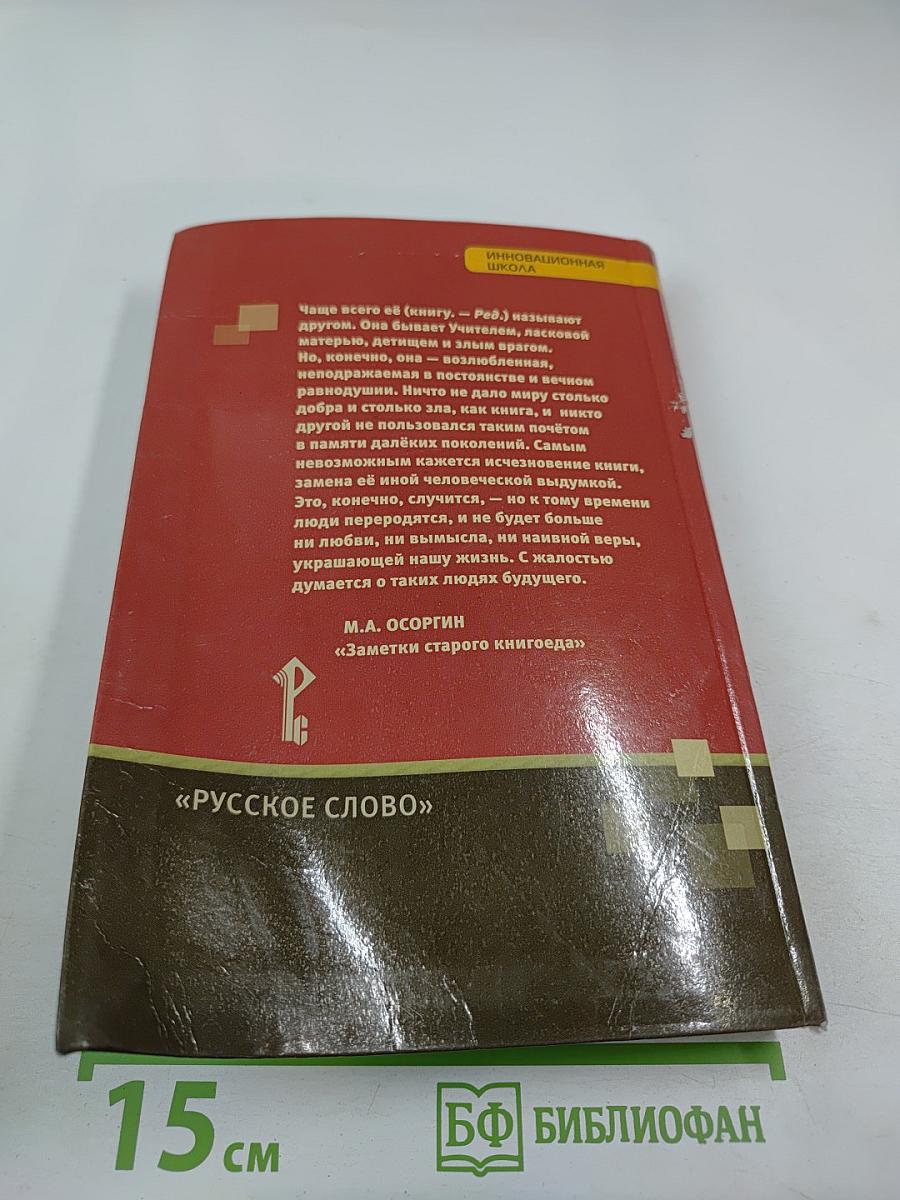 ИННОВАЦИОННАЯ
ШКОЛА
Чаще всего её (книгу. — Ред.) называют
другом. Она бывает Учителем, ласковой
матерью, детищем и злым врагом.
Но, конечно, она — возлюбленная,
неподражаемая в постоянстве и вечном
равнодушии. Ничто не дало миру столько
добра и столько зла, как книга, и никто
другой не пользовался таким почётом
в памяти далёких поколений. Самым
невозможным кажется исчезновение книги,
замена её иной человеческой выдумкой.
Это, конечно, случится, — но к тому времени
люди переродятся, и не будет больше
ни любви, ни вымысла, ни наивной веры,
украшающей нашу жизнь. С жалостью
думается о таких людях будущего.
М.А. ОСОРГИН
«Заметки старого книгоеда»
РС
«РУССКОЕ СЛОВО»
15 см
БФ БИБЛИОФАН